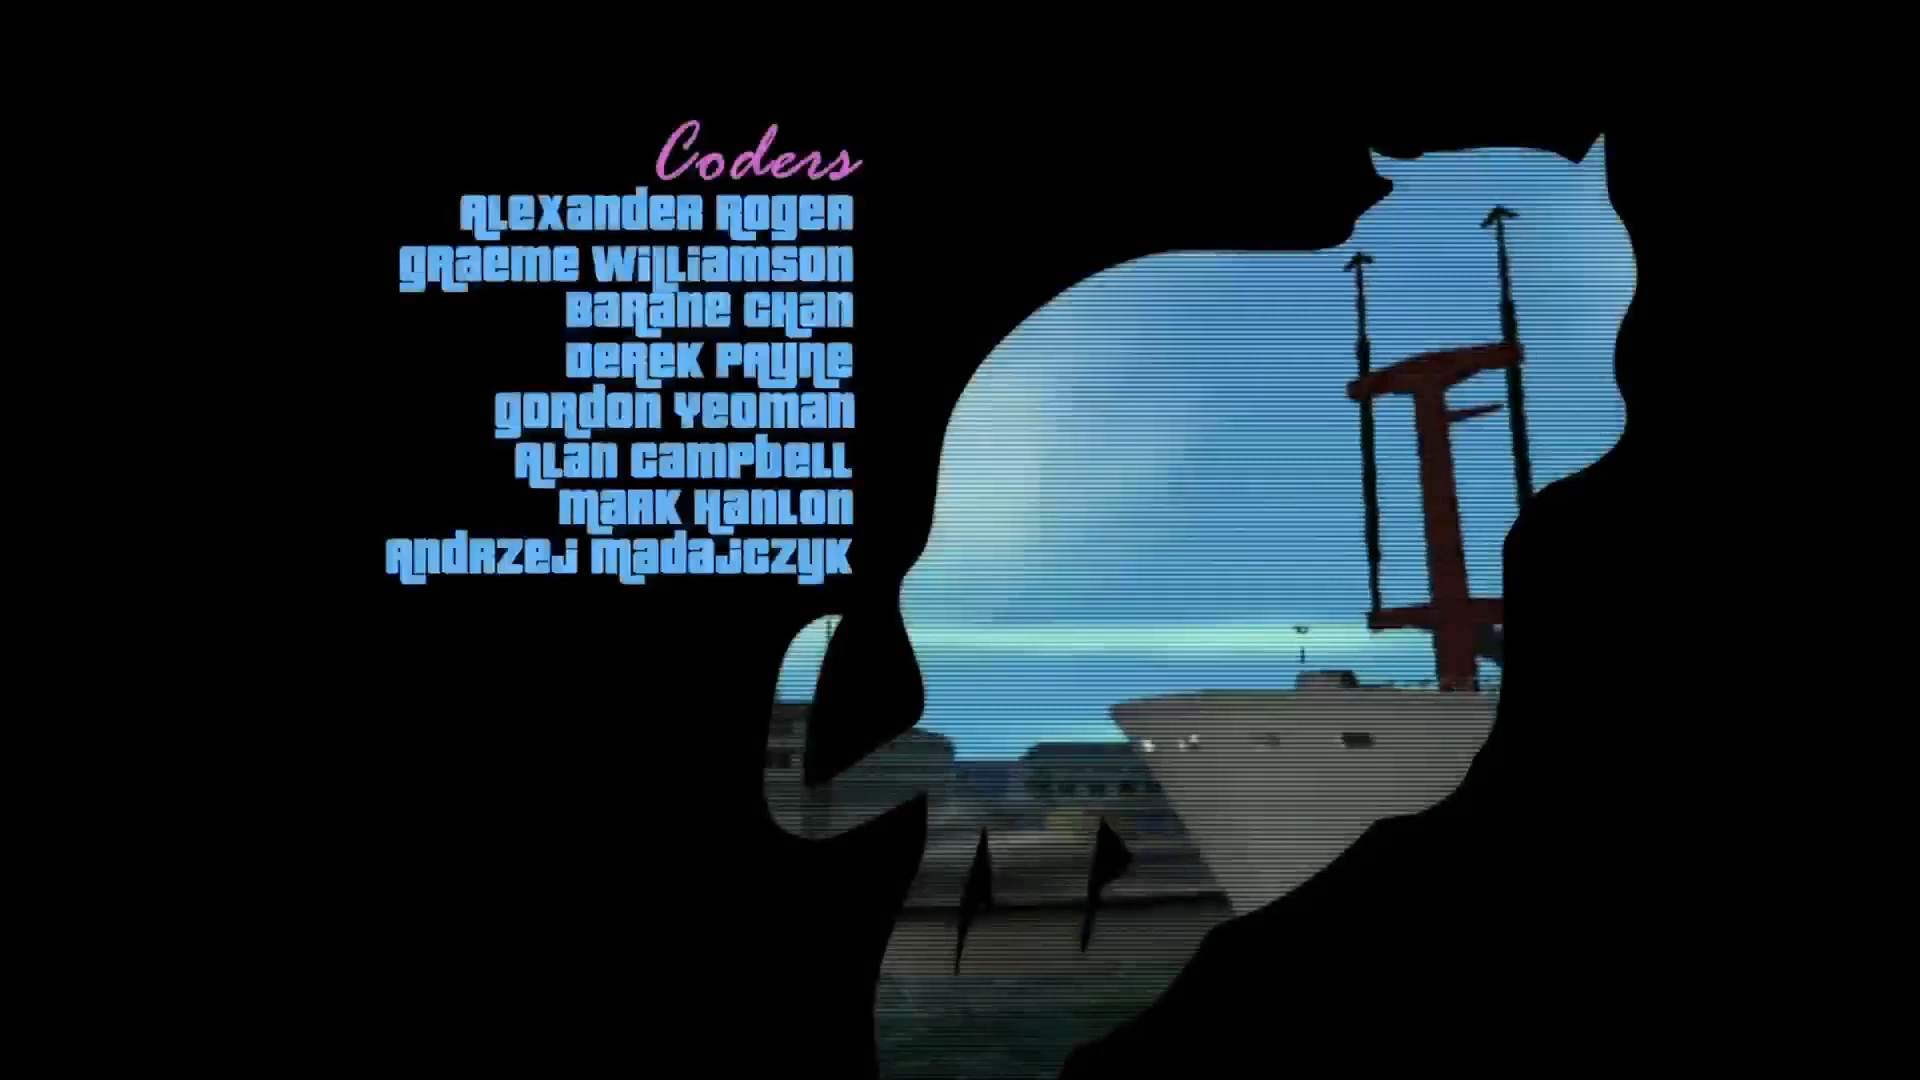 Coders
Alexander Roger
Graeme Williamson
Barane Chan
Derek Payne
Gordon Yeoman
Alan Campbell
Mark Hanlon
Andrzej Madajczyk